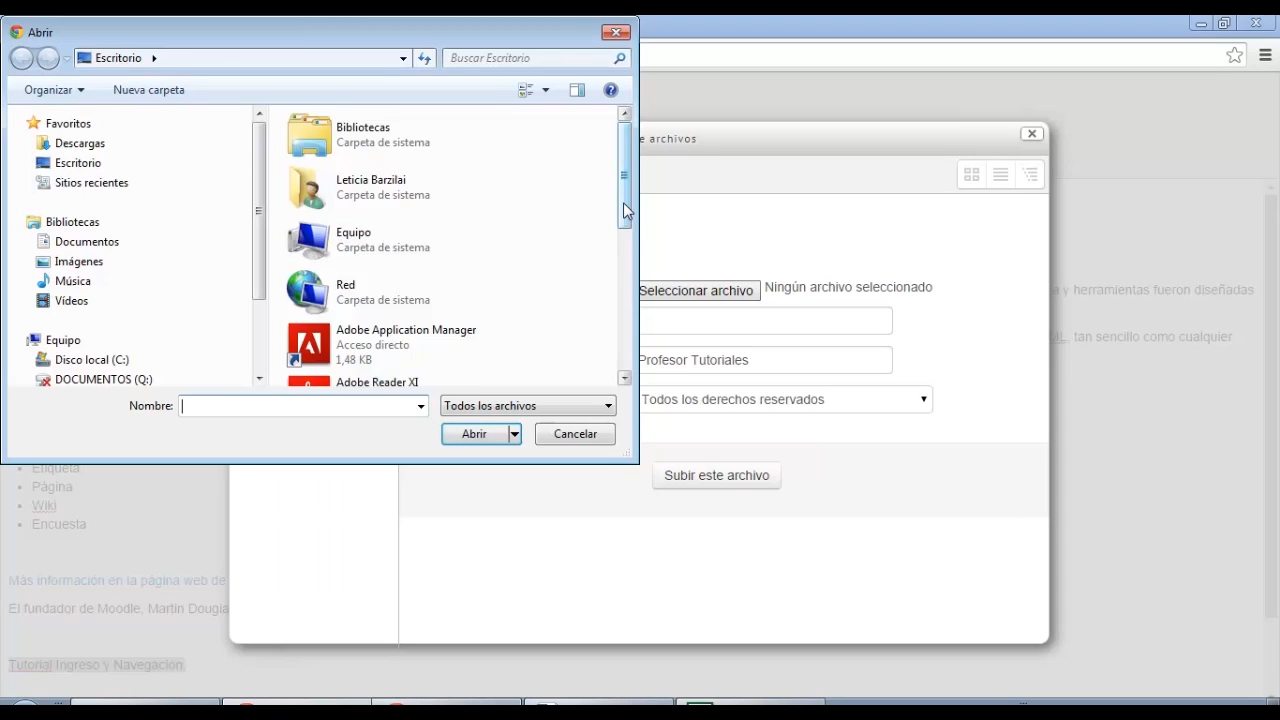 Abrir
Escritorio
Buscar Escritorio
Organizar
Nueva carpeta
Favoritos
Descargas
Escritorio
Sitios recientes
Bibliotecas
Documentos
Imágenes
Música
Vídeos
Equipo
Disco local (C:)
DOCUMENTOS (Q:)
Bibliotecas
Carpeta de sistema
Leticia Barzilai
Carpeta de sistema
Equipo
Carpeta de sistema
Red
Carpeta de sistema
Adobe Application Manager
Acceso directo
1,48 KB
Adobe Reader XI
Nombre:
Todos los archivos
Abrir
Cancelar
e archivos
Seleccionar archivo
Ningún archivo seleccionado
Profesor Tutoriales
Todos los derechos reservados
Subir este archivo
a y herramientas fueron diseñadas
ML, tan sencillo como cualquier
Etiqueta
Página
Wiki
Encuesta
Más información en la página web de
El fundador de Moodle, Martin Dougia
Tutorial Ingreso y Navegación